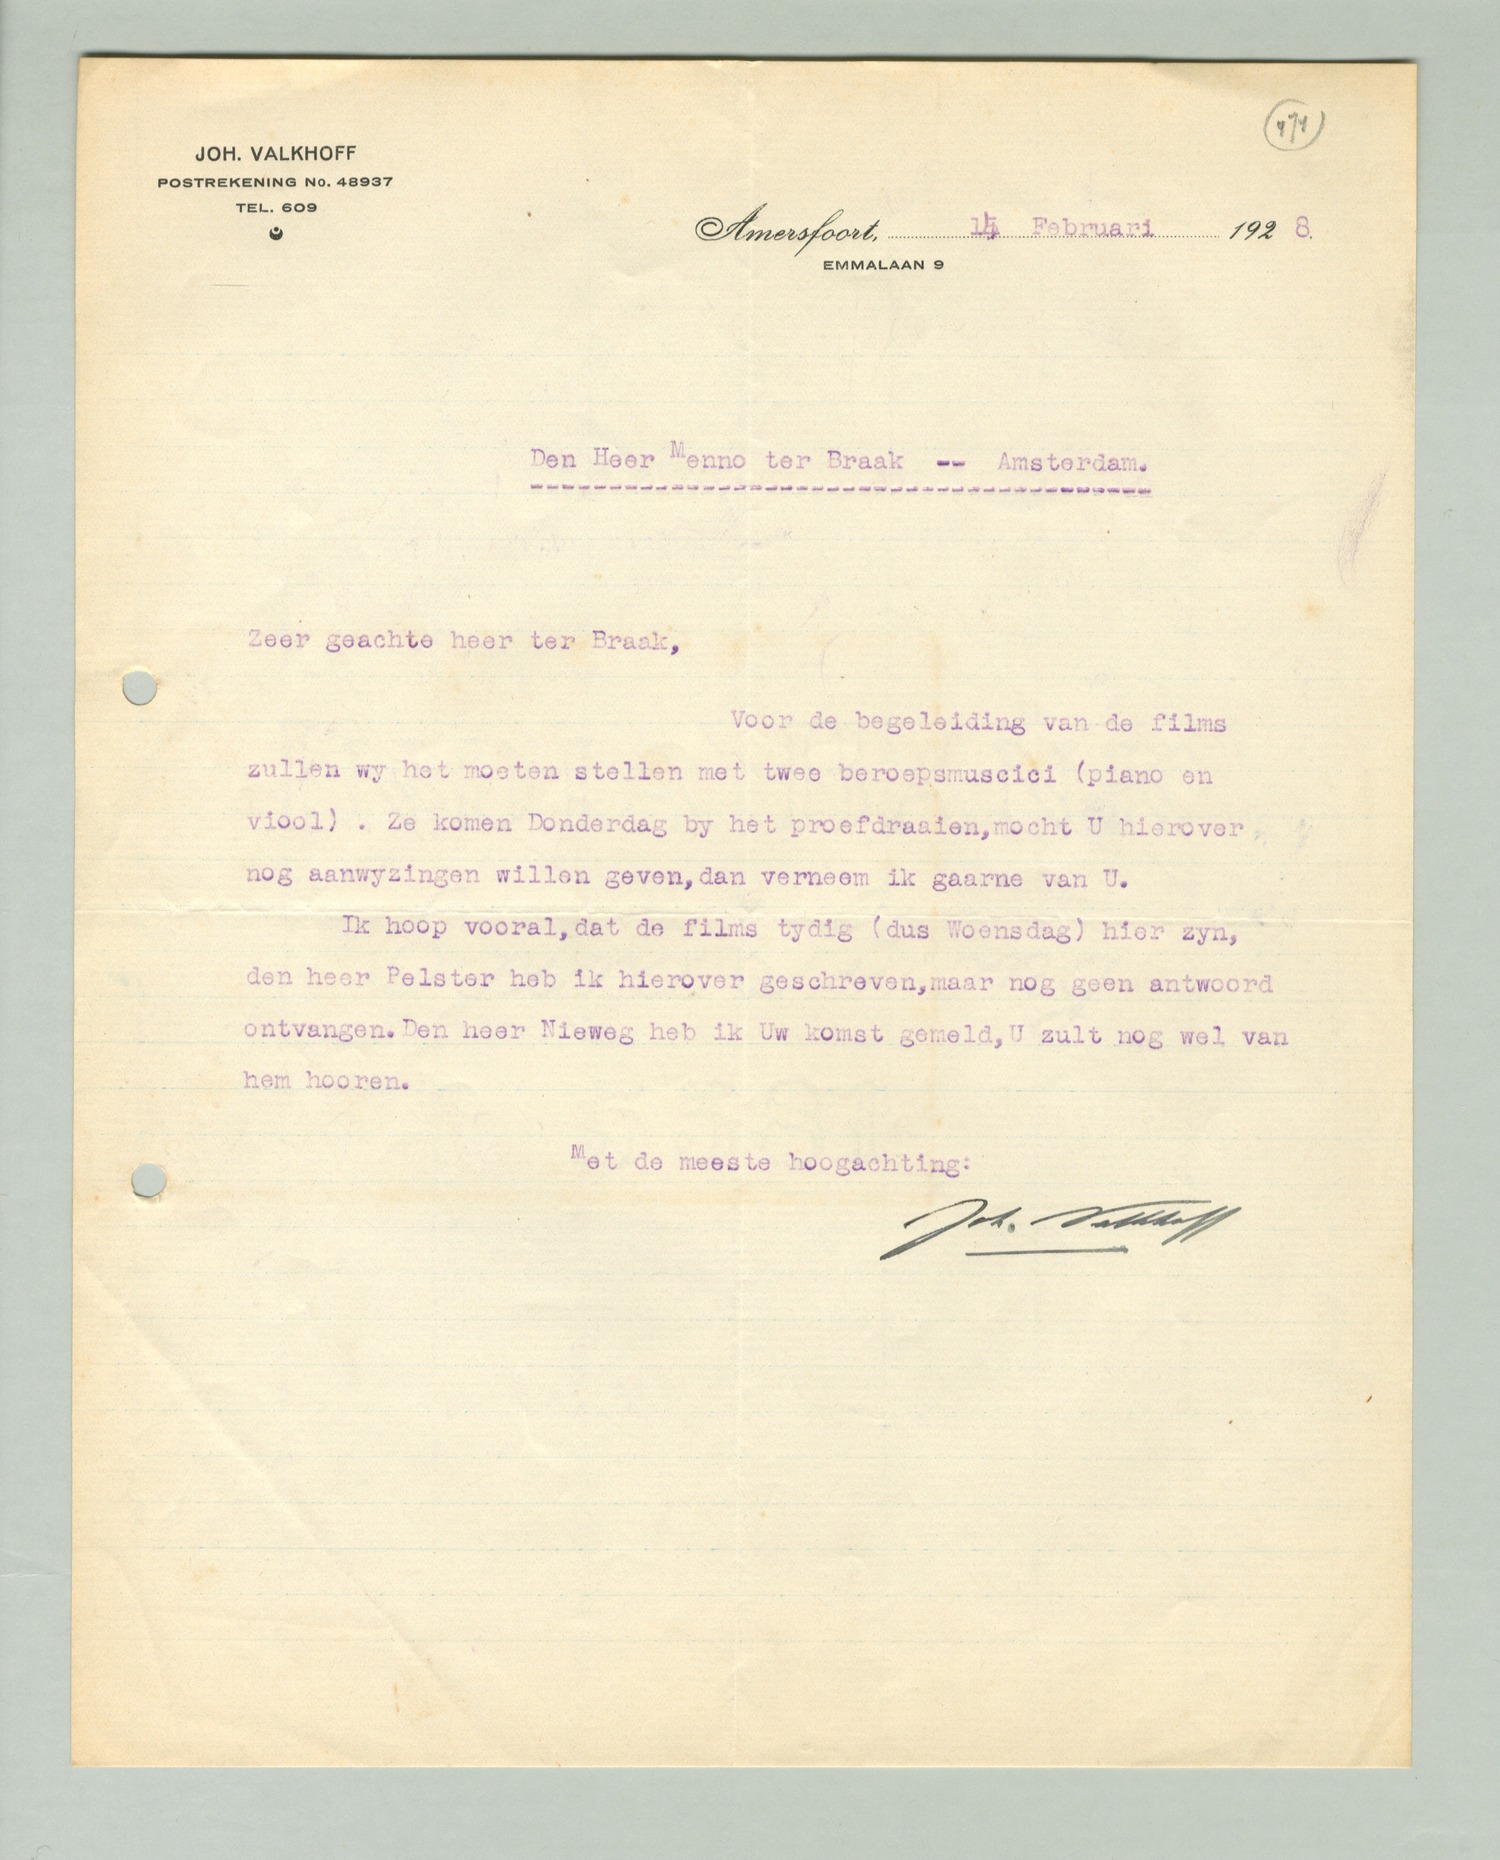 JOH. VALKHOFF
POSTREKENING No. 48937
TEL. 609
Amersfoort, 14 Februari 1928.
EMMALAAN 9
Den Heer Menno ter Braak -- Amsterdam.
Zeer geachte heer ter Braak,
Voor de begeleiding van de films
zullen wy het moeten stellen met twee beroepsmuscici (piano en
viool) . Ze komen Donderdag by het proefdraaien,mocht U hierover
nog aanwyzingen willen geven,dan verneem ik gaarne van U.
Ik hoop vooral,dat de films tydig (dus Woensdag) hier zyn,
den heer Pelster heb ik hierover geschreven,maar nog geen antwoord
ontvangen.Den heer Nieweg heb ik Uw komst gemeld,U zult nog wel van
hem hooren.
Met de meeste hoogachting:
Joh. Valkhoff